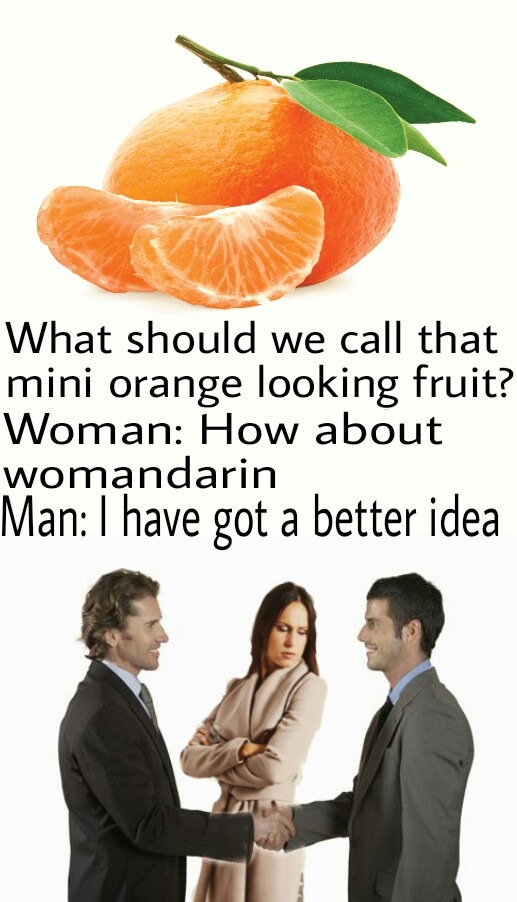 What should we call that
mini orange looking fruit?
Woman: How about
womandarin
Man: I have got a better idea